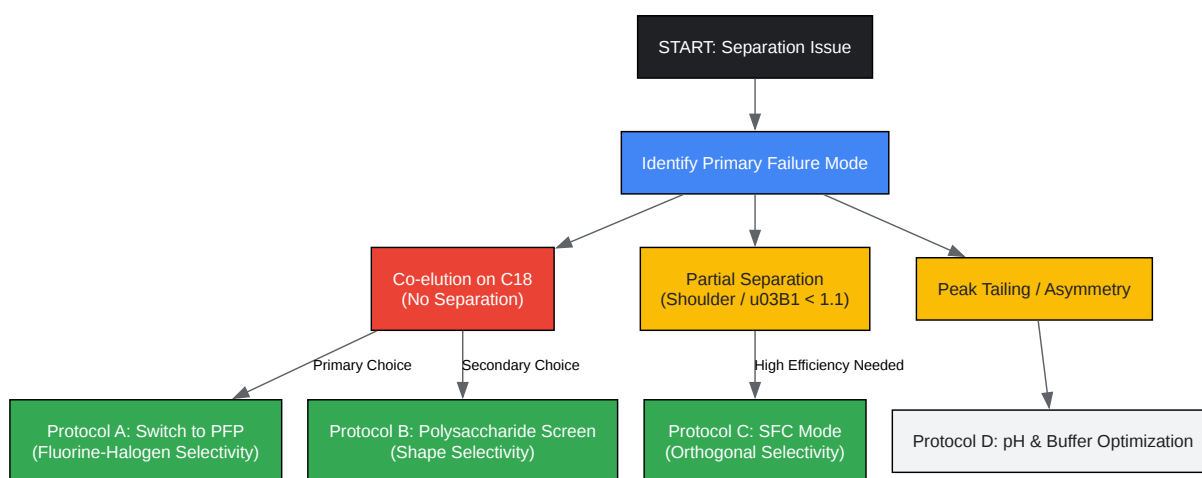 START: Separation Issue
Identify Primary Failure Mode
Co-elution on C18
(No Separation)
Partial Separation
(Shoulder / u03B1 < 1.1)
Peak Tailing / Asymmetry
Primary Choice
Secondary Choice
High Efficiency Needed
Protocol A: Switch to PFP
(Fluorine-Halogen Selectivity)
Protocol B: Polysaccharide Screen
(Shape Selectivity)
Protocol C: SFC Mode
(Orthogonal Selectivity)
Protocol D: pH & Buffer Optimization